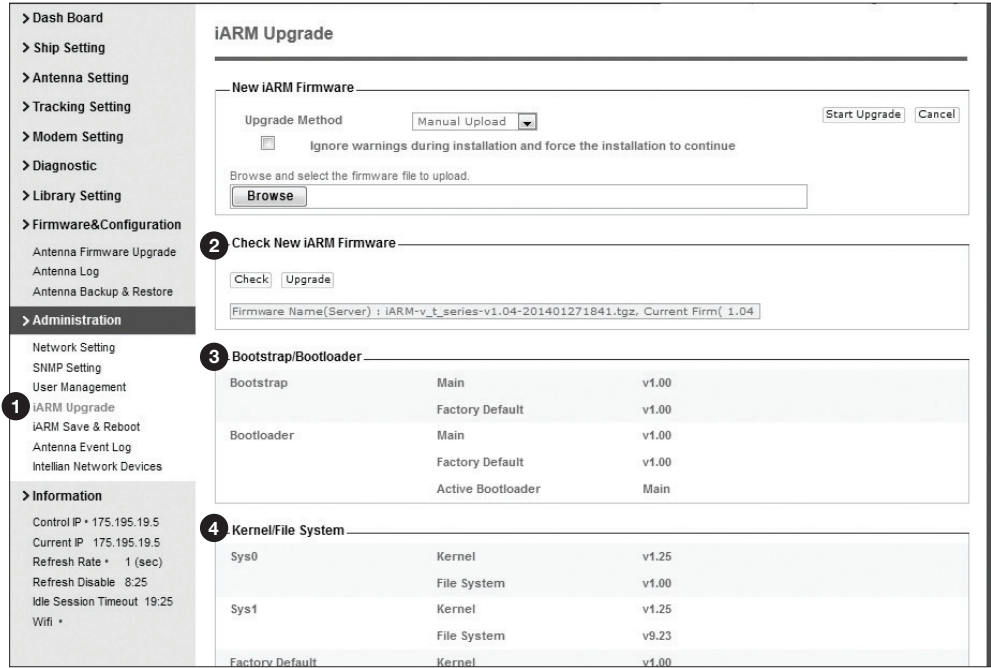 > Dash Board
> Ship Setting
> Antenna Setting
> Tracking Setting
> Modem Setting
> Diagnostic
> Library Setting
> Firmware&Configuration
Antenna Firmware Upgrade
Antenna Log
Antenna Backup & Restore
> Administration
Network Setting
SNMP Setting
User Management
1 iARM Upgrade
iARM Save & Reboot
Antenna Event Log
Intellian Network Devices
> Information
Control IP • 175.195.19.5
Current IP 175.195.19.5
Refresh Rate • 1 (sec)
Refresh Disable 8:25
Idle Session Timeout 19:25
Wifi •
iARM Upgrade
New iARM Firmware
Upgrade Method Manual Upload Start Upgrade Cancel
Ignore warnings during installation and force the installation to continue
Browse and select the firmware file to upload.
Browse
2 Check New iARM Firmware
Check Upgrade
Firmware Name(Server) : iARM-v_t_series-v1.04-201401271841.tgz, Current Firm( 1.04
3 Bootstrap/Bootloader
Bootstrap Main v1.00
Factory Default v1.00
Bootloader Main v1.00
Factory Default v1.00
Active Bootloader Main
4 Kernel/File System
Sys0 Kernel v1.25
File System v1.00
Sys1 Kernel v1.25
File System v9.23
Factory Default Kernel v1.00